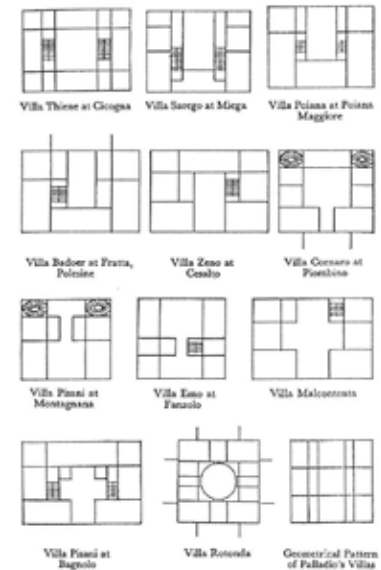 Villa Thiene at Cicogna
Villa Sarego at Miega
Villa Poiana at Poiana
Maggiore
Villa Badoer at Fratta,
Polesine
Villa Zeno at
Cesalto
Villa Cornaro at
Piombino
Villa Pisani at
Montagnana
Villa Emo at
Fanzolo
Villa Malcontenta
Villa Pisani at
Bagnolo
Villa Rotonda
Geometrical Pattern
of Palladio's Villas